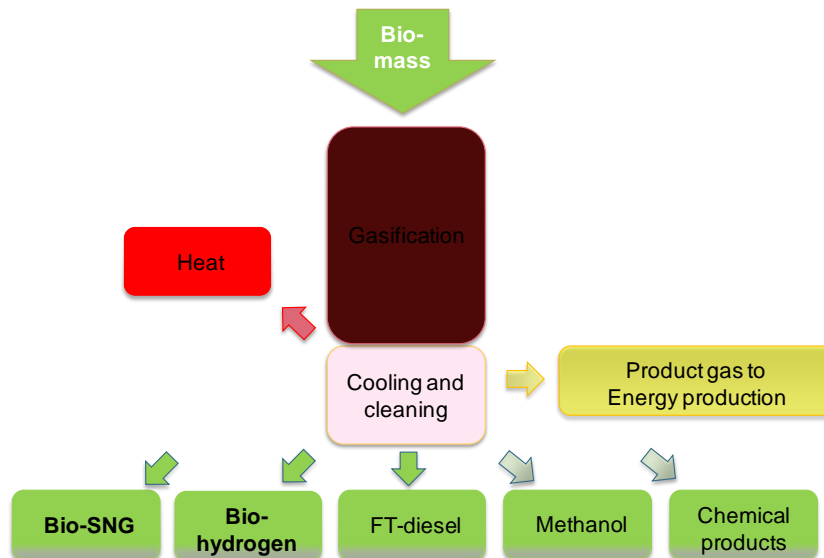 Bio-
mass
Gasification
Heat
Cooling and
cleaning
Product gas to
Energy production
Bio-SNG
Bio-
hydrogen
FT-diesel
Methanol
Chemical
products